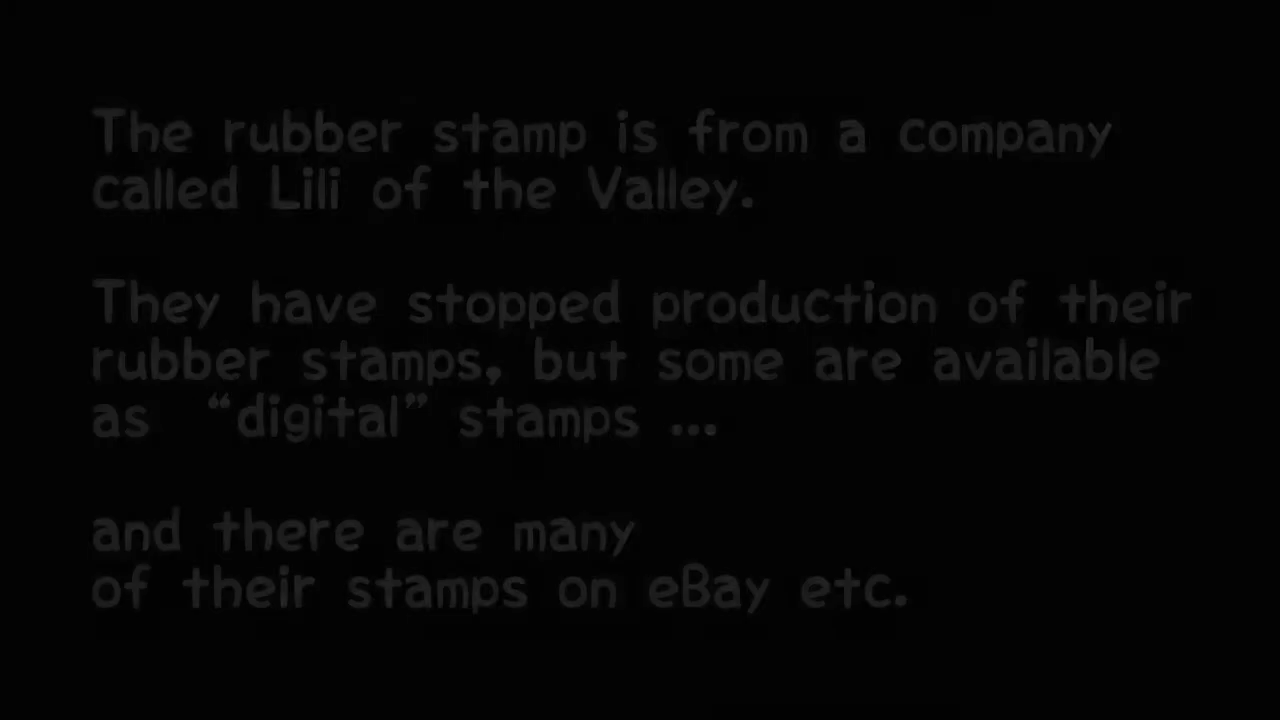 The rubber stamp is from a company
called Lili of the Valley.
They have stopped production of their
rubber stamps, but some are available
as “digital” stamps ...
and there are many
of their stamps on eBay etc.